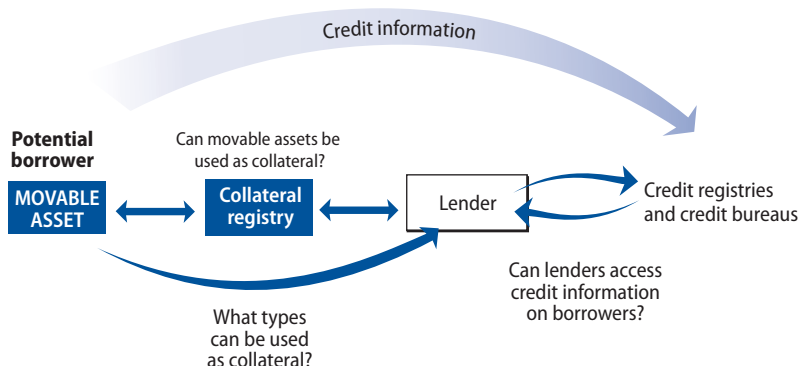 Credit information
Potential
borrower
MOVABLE
ASSET
Can movable assets be
used as collateral?
Collateral
registry
Lender
Credit registries
and credit bureaus
What types
can be used
as collateral?
Can lenders access
credit information
on borrowers?